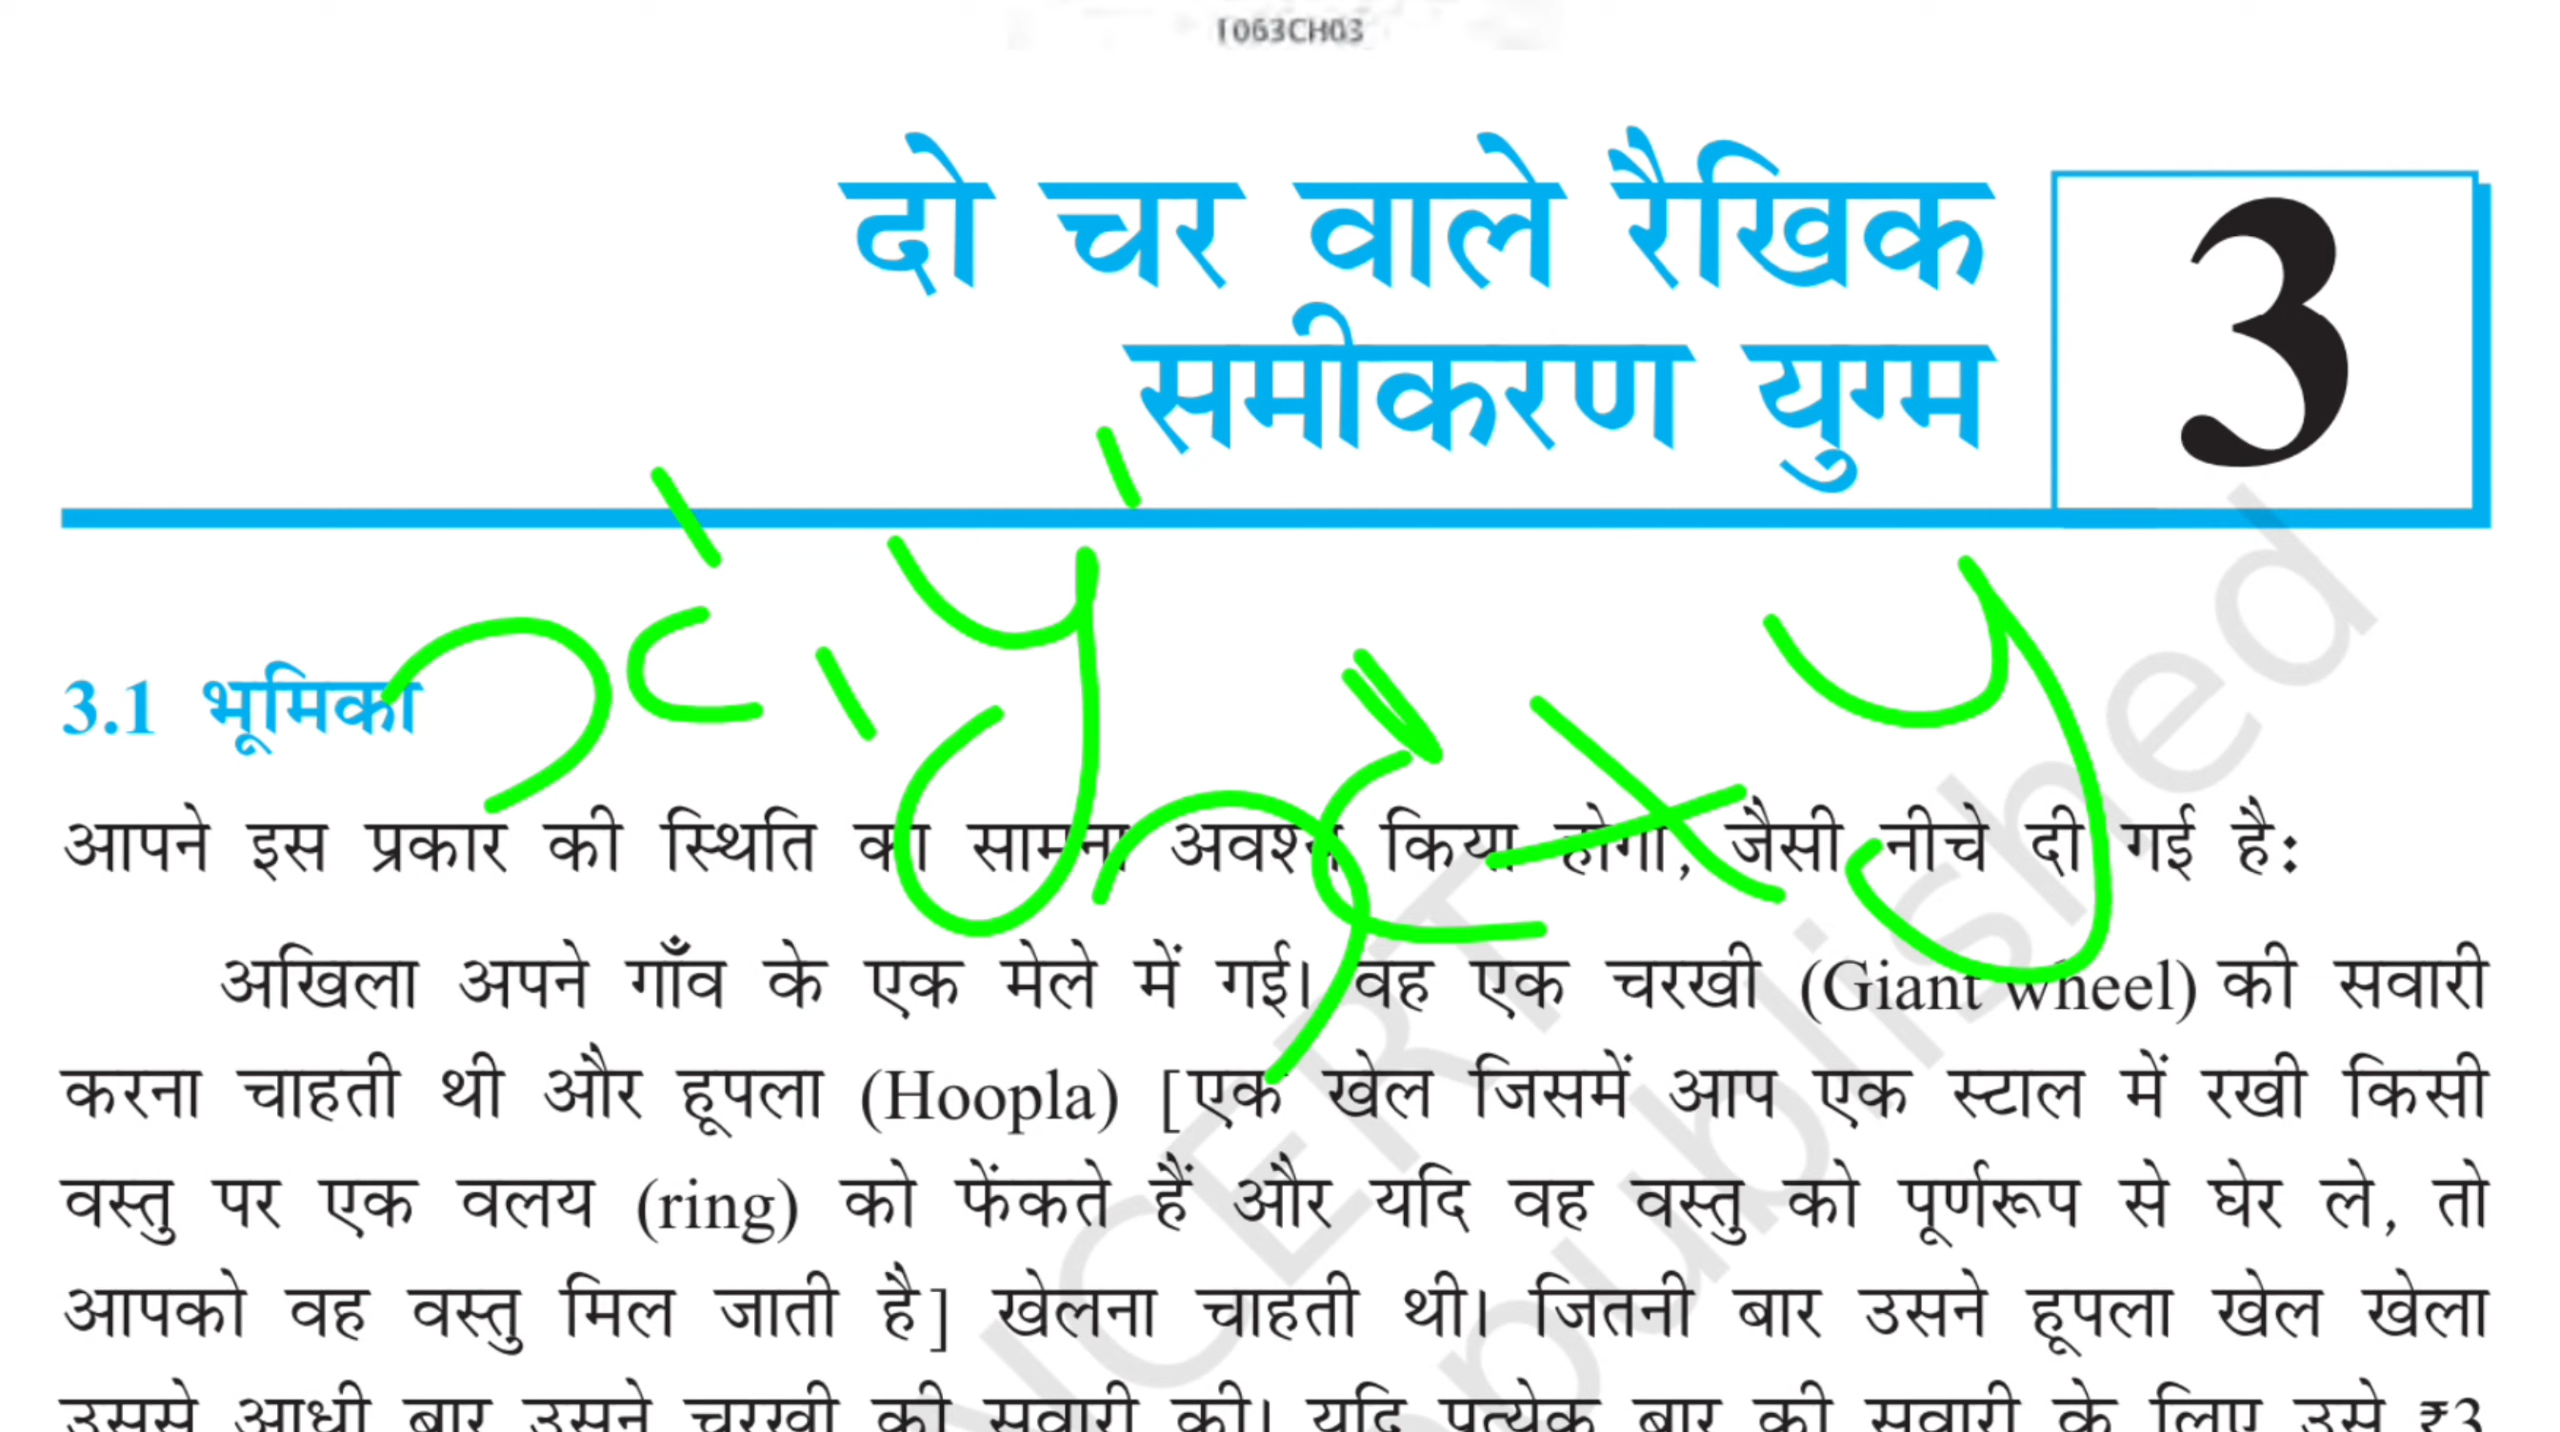 1063CH03
दो चर वाले रैखिक
समीकरण युग्म
3
3.1 भूमिका
x, y
x + y
आपने इस प्रकार की स्थिति का सामना अवश्य किया होगा, जैसी नीचे दी गई है:
अखिला अपने गाँव के एक मेले में गई। वह एक चरखी (Giant wheel) की सवारी
करना चाहती थी और हूपला (Hoopla) [एक खेल जिसमें आप एक स्टाल में रखी किसी
वस्तु पर एक वलय (ring) को फेंकते हैं और यदि वह वस्तु को पूर्णरूप से घेर ले, तो
आपको वह वस्तु मिल जाती है] खेलना चाहती थी। जितनी बार उसने हूपला खेल खेला
उससे आधी बार उसने चरखी की सवारी की। यदि प्रत्येक बार की सवारी के लिए उसे ₹3
NCERT
published